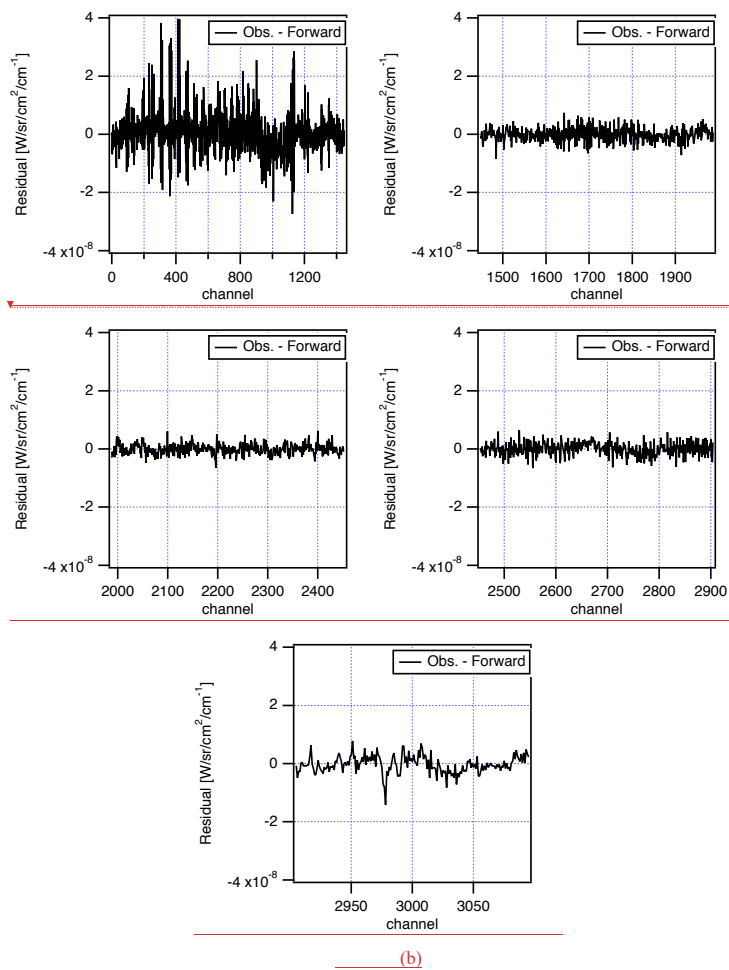 4
2
0
-2
-4 x10⁻⁸
Residual [W/sr/cm²/cm⁻¹]
Obs. - Forward
0
400
800
1200
channel
4
2
0
-2
-4 x10⁻⁸
Residual [W/sr/cm²/cm⁻¹]
Obs. - Forward
1500
1600
1700
1800
1900
channel
4
2
0
-2
-4 x10⁻⁸
Residual [W/sr/cm²/cm⁻¹]
Obs. - Forward
2000
2100
2200
2300
2400
channel
4
2
0
-2
-4 x10⁻⁸
Residual [W/sr/cm²/cm⁻¹]
Obs. - Forward
2500
2600
2700
2800
2900
channel
4
2
0
-2
-4 x10⁻⁸
Residual [W/sr/cm²/cm⁻¹]
Obs. - Forward
2950
3000
3050
channel
(b)